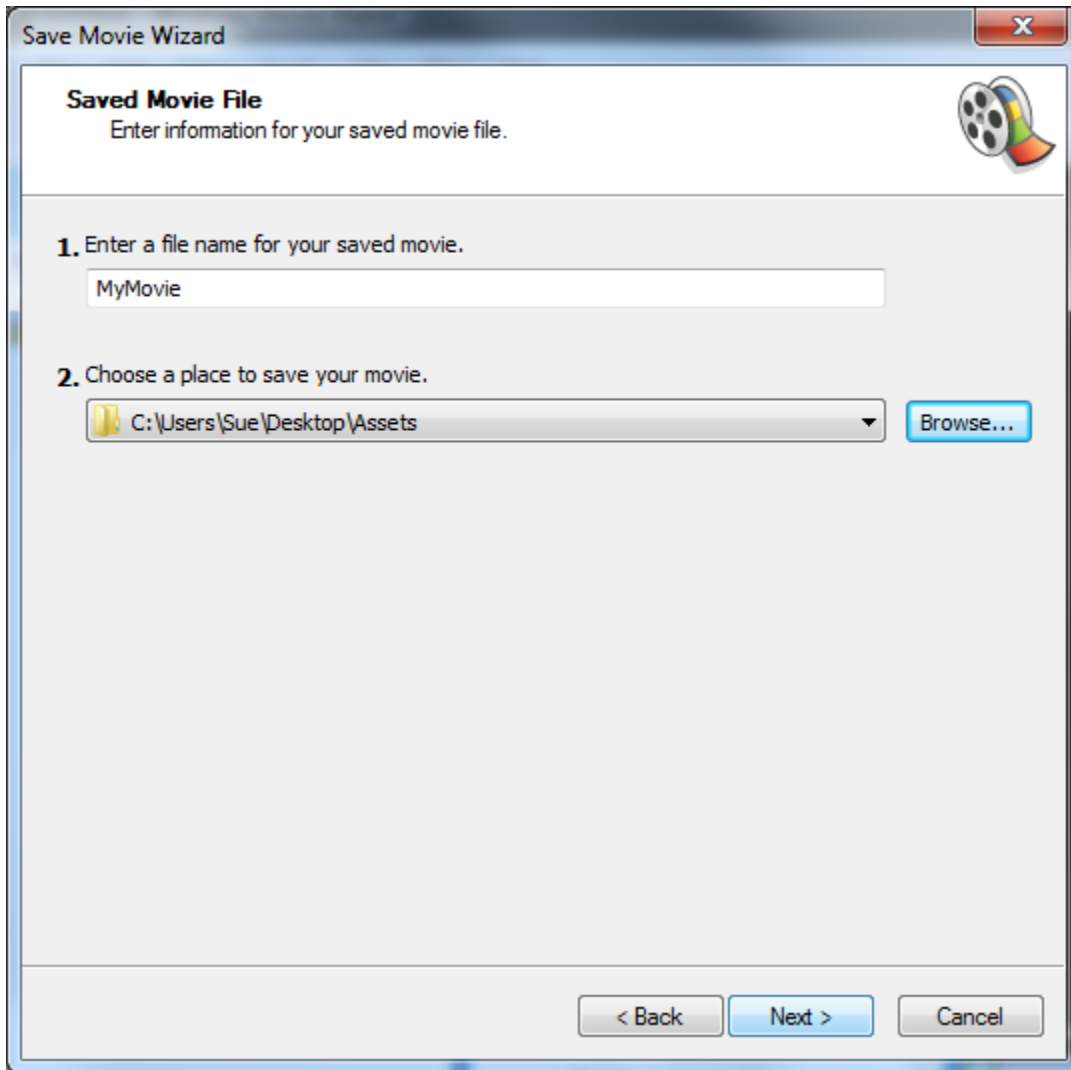 Save Movie Wizard
Saved Movie File
Enter information for your saved movie file.
1. Enter a file name for your saved movie.
MyMovie
2. Choose a place to save your movie.
C:\Users\Sue\Desktop\Assets
Browse...
< Back
Next >
Cancel